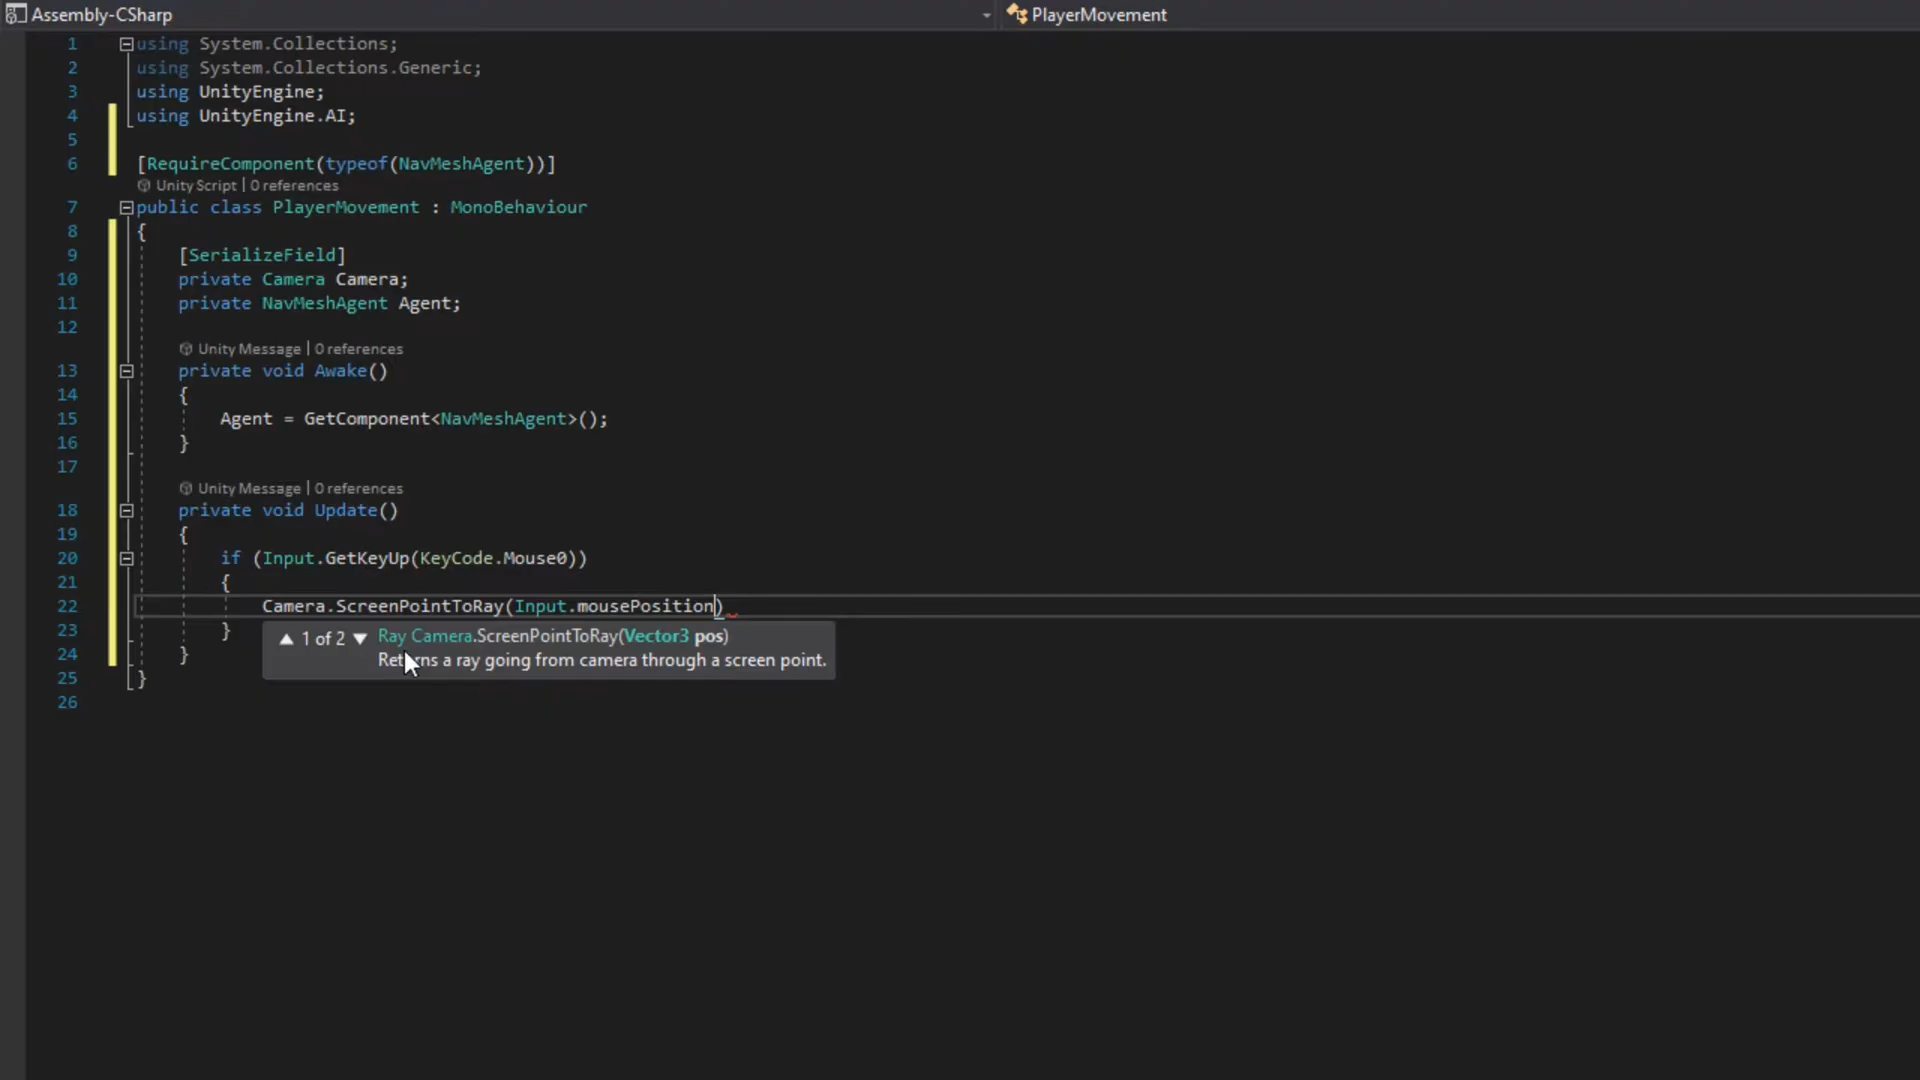 Assembly-CSharp PlayerMovement
1 using System.Collections;
2 using System.Collections.Generic;
3 using UnityEngine;
4 using UnityEngine.AI;
5
6 [RequireComponent(typeof(NavMeshAgent))]
Unity Script | 0 references
7 public class PlayerMovement : MonoBehaviour
8 {
9 [SerializeField]
10 private Camera Camera;
11 private NavMeshAgent Agent;
12
Unity Message | 0 references
13 private void Awake()
14 {
15 Agent = GetComponent<NavMeshAgent>();
16 }
17
Unity Message | 0 references
18 private void Update()
19 {
20 if (Input.GetKeyUp(KeyCode.Mouse0))
21 {
22 Camera.ScreenPointToRay(Input.mousePosition)
23 }
▲ 1 of 2 ▼ Ray Camera.ScreenPointToRay(Vector3 pos)
24 }
Returns a ray going from camera through a screen point.
25 }
26